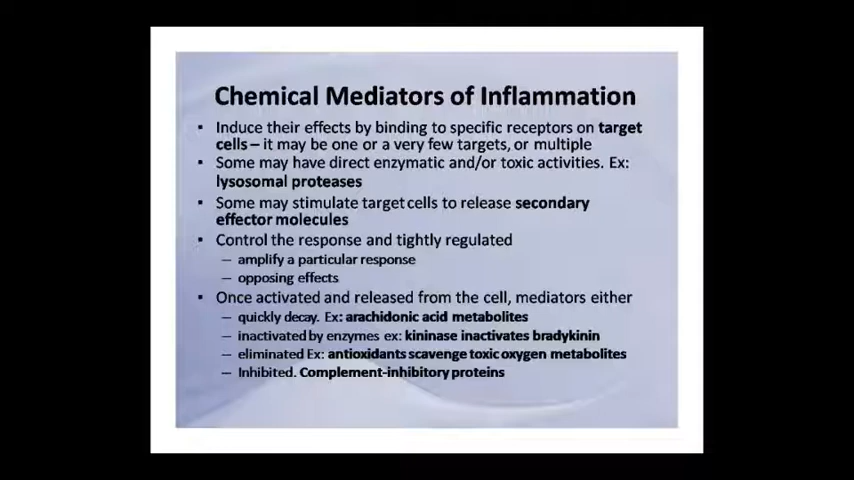 Chemical Mediators of Inflammation
▪ Induce their effects by binding to specific receptors on target
cells – it may be one or a very few targets, or multiple
▪ Some may have direct enzymatic and/or toxic activities. Ex:
lysosomal proteases
▪ Some may stimulate target cells to release secondary
effector molecules
▪ Control the response and tightly regulated
– amplify a particular response
– opposing effects
▪ Once activated and released from the cell, mediators either
– quickly decay. Ex: arachidonic acid metabolites
– inactivated by enzymes ex: kininase inactivates bradykinin
– eliminated Ex: antioxidants scavenge toxic oxygen metabolites
– Inhibited. Complement-inhibitory proteins